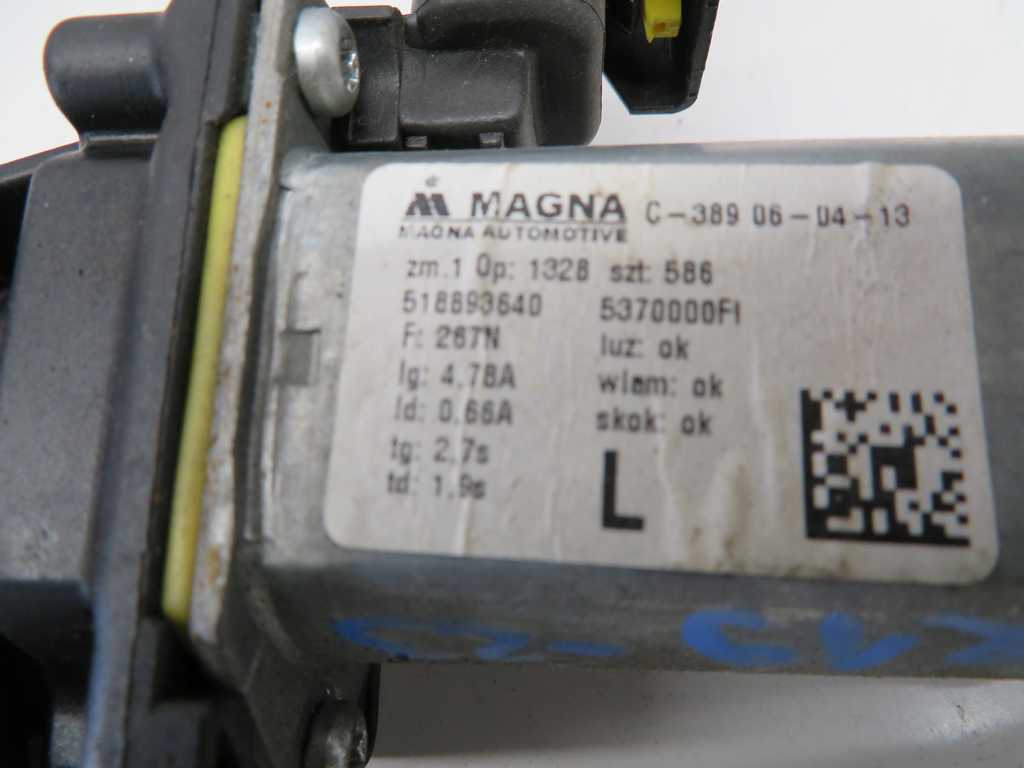 MAGNA C-389 06-04-13
MAGNA AUTOMOTIVE
zm.1 Op: 1328 szt: 586
518893640 5370000FI
F: 267N luz: ok
Ig: 4,78A wlam: ok
Id: 0,66A skok: ok
tg: 2,7s
td: 1,9s
L